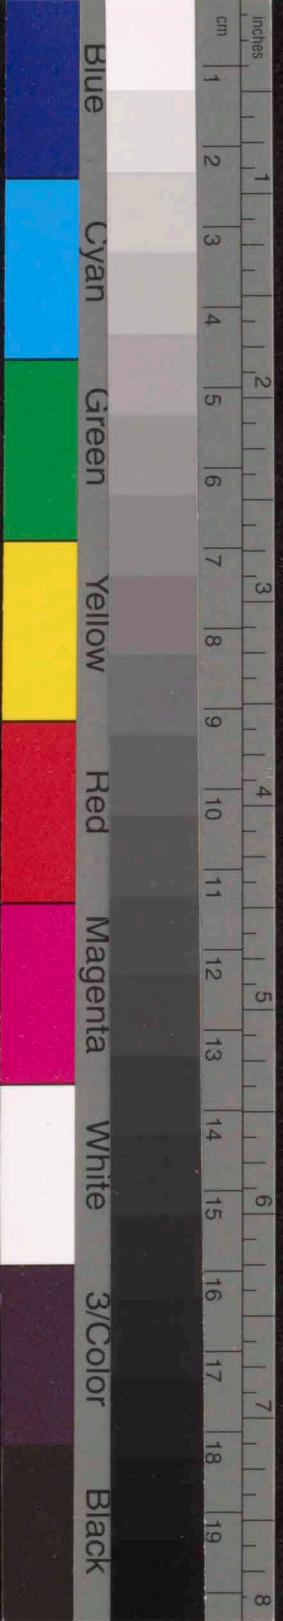 inches
1 2 3 4 5 6 7 8
cm
1 2 3 4 5 6 7 8 9 10 11 12 13 14 15 16 17 18 19
Blue Cyan Green Yellow Red Magenta White 3/Color Black